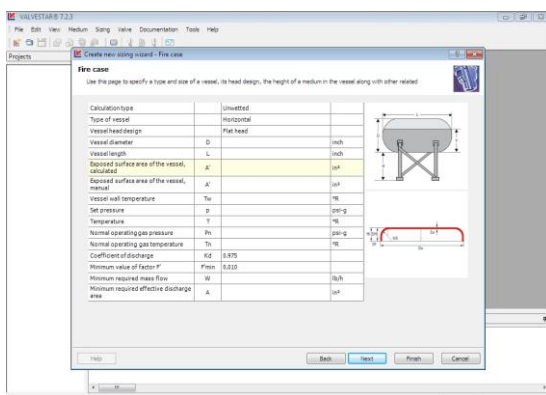 VALVESTAR® 7.2.3
File Edit View Medium Sizing Valve Documentation Tools Help
Projects
Create new sizing wizard - Fire case
Fire case
Use this page to specify a type and size of a vessel, its head design, the height of a medium in the vessel along with other related
Calculation type Unwetted
Type of vessel Horizontal
Vessel head design Flat head
Vessel diameter D inch
Vessel length L inch
Exposed surface area of the vessel, calculated A' in²
Exposed surface area of the vessel, manual A' in²
Vessel wall temperature Tw °R
Set pressure p psi-g
Temperature T °R
Normal operating gas pressure Pn psi-g
Normal operating gas temperature Tn °R
Coefficient of discharge Kd 0.975
Minimum value of factor F' F'min 0.010
Minimum required mass flow W lb/h
Minimum required effective discharge area A in²
L
Help Back Next Finish Cancel